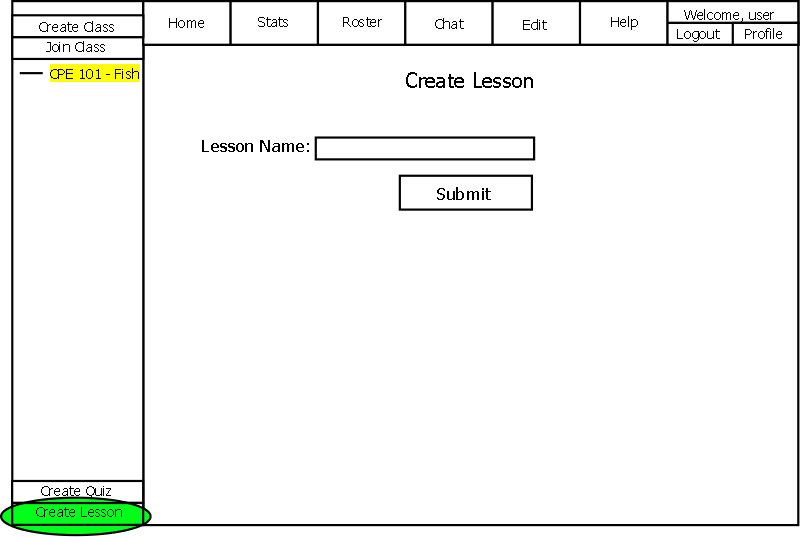 Home Stats Roster Chat Edit Help Welcome, user
Logout Profile
Create Class
Join Class
CPE 101 - Fish
Create Lesson
Lesson Name:
Submit
Create Quiz
Create Lesson